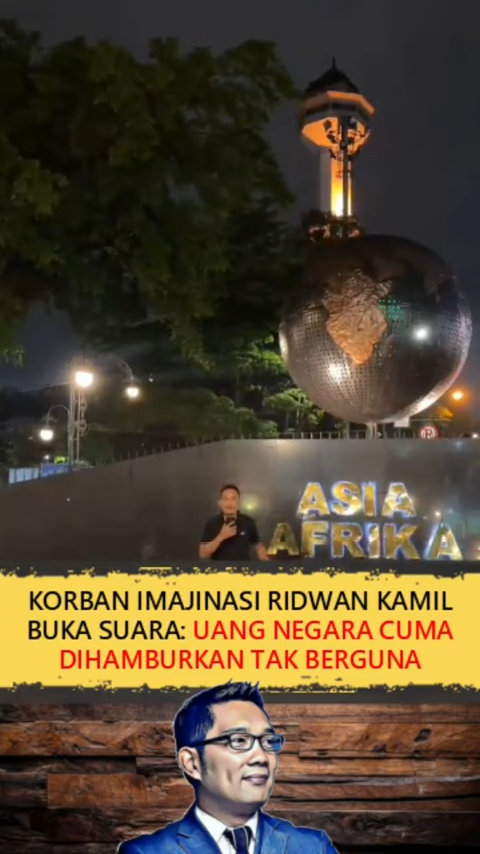 ASIA
AFRIKA
KORBAN IMAJINASI RIDWAN KAMIL
BUKA SUARA: UANG NEGARA CUMA
DIHAMBURKAN TAK BERGUNA